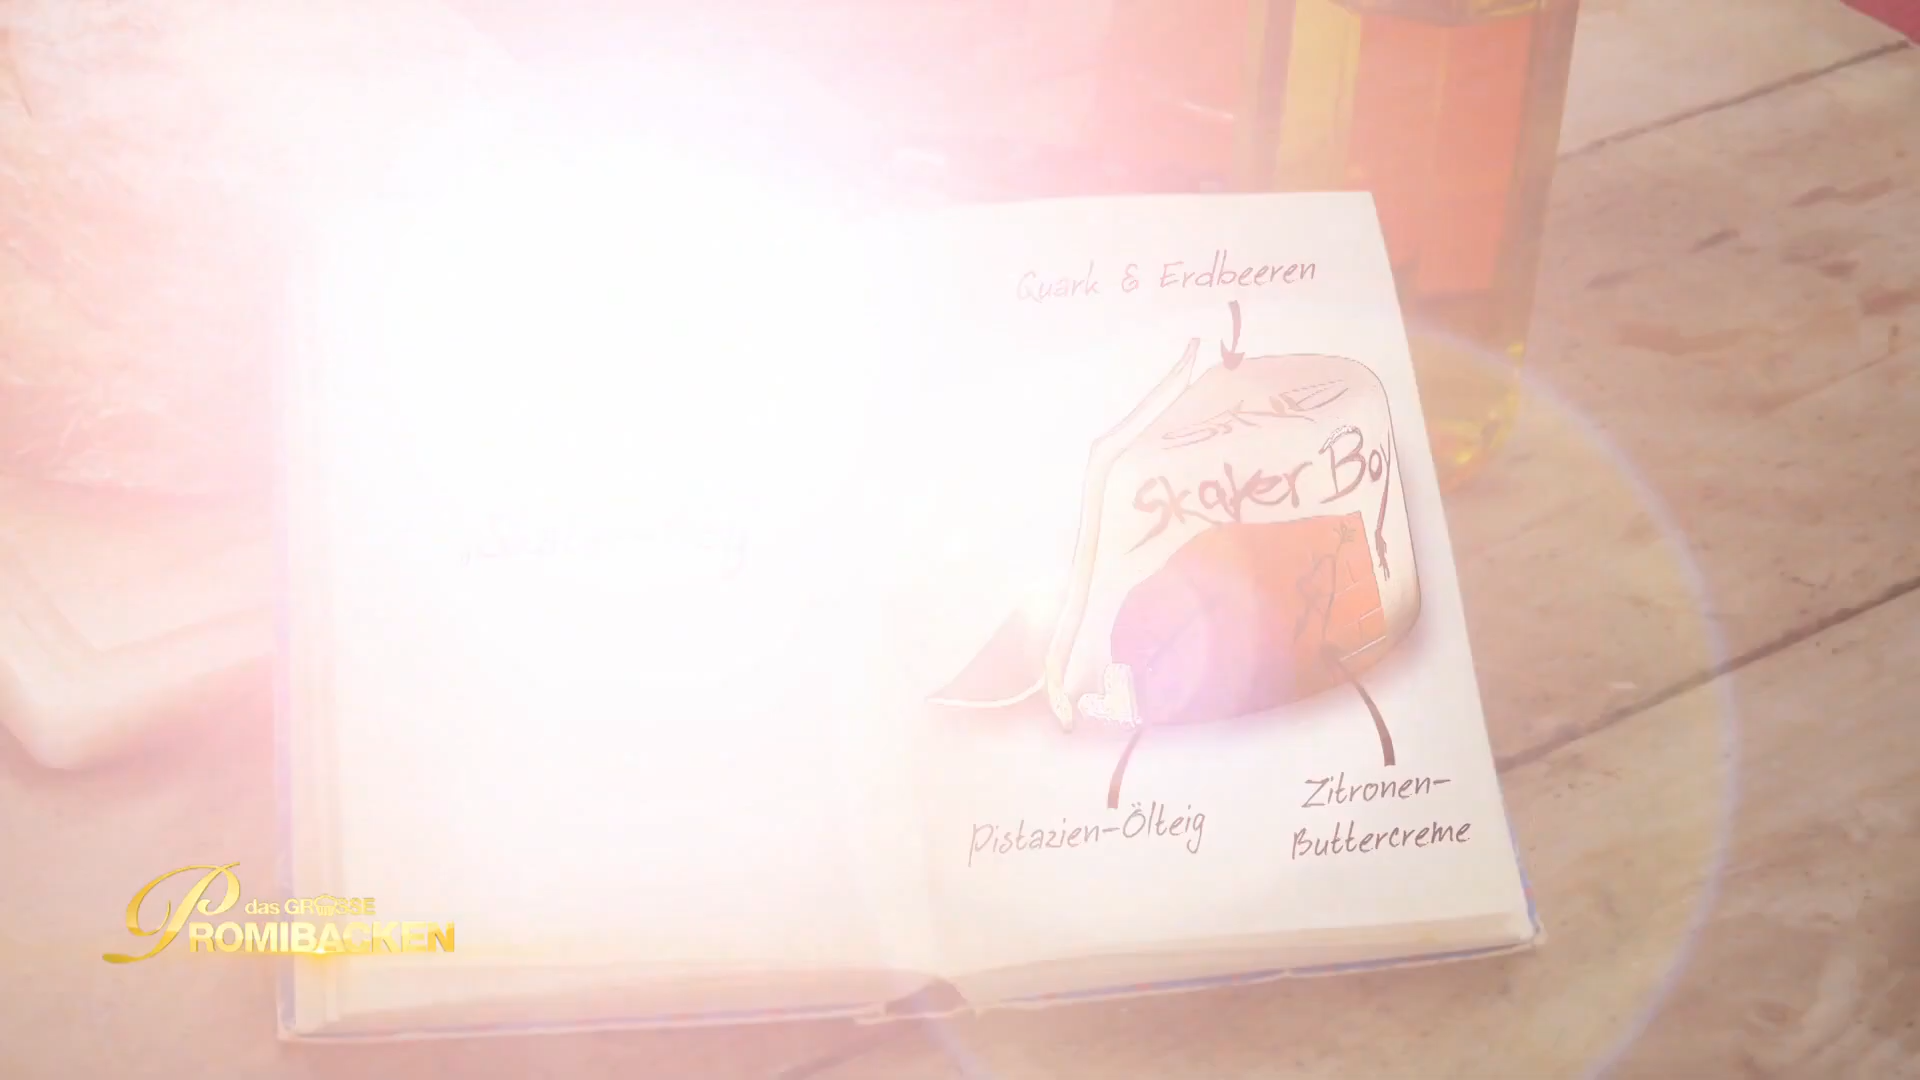 Quark & Erdbeeren
Skater Boy
Pistazien-Ölteig
Zitronen-
Buttercreme
das GROSSE
PROMIBACKEN